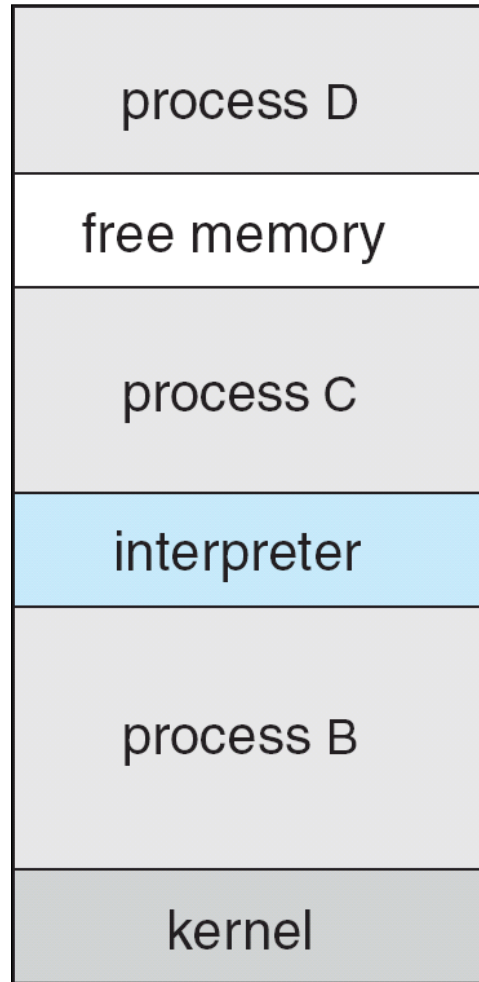 process D
free memory
process C
interpreter
process B
kernel